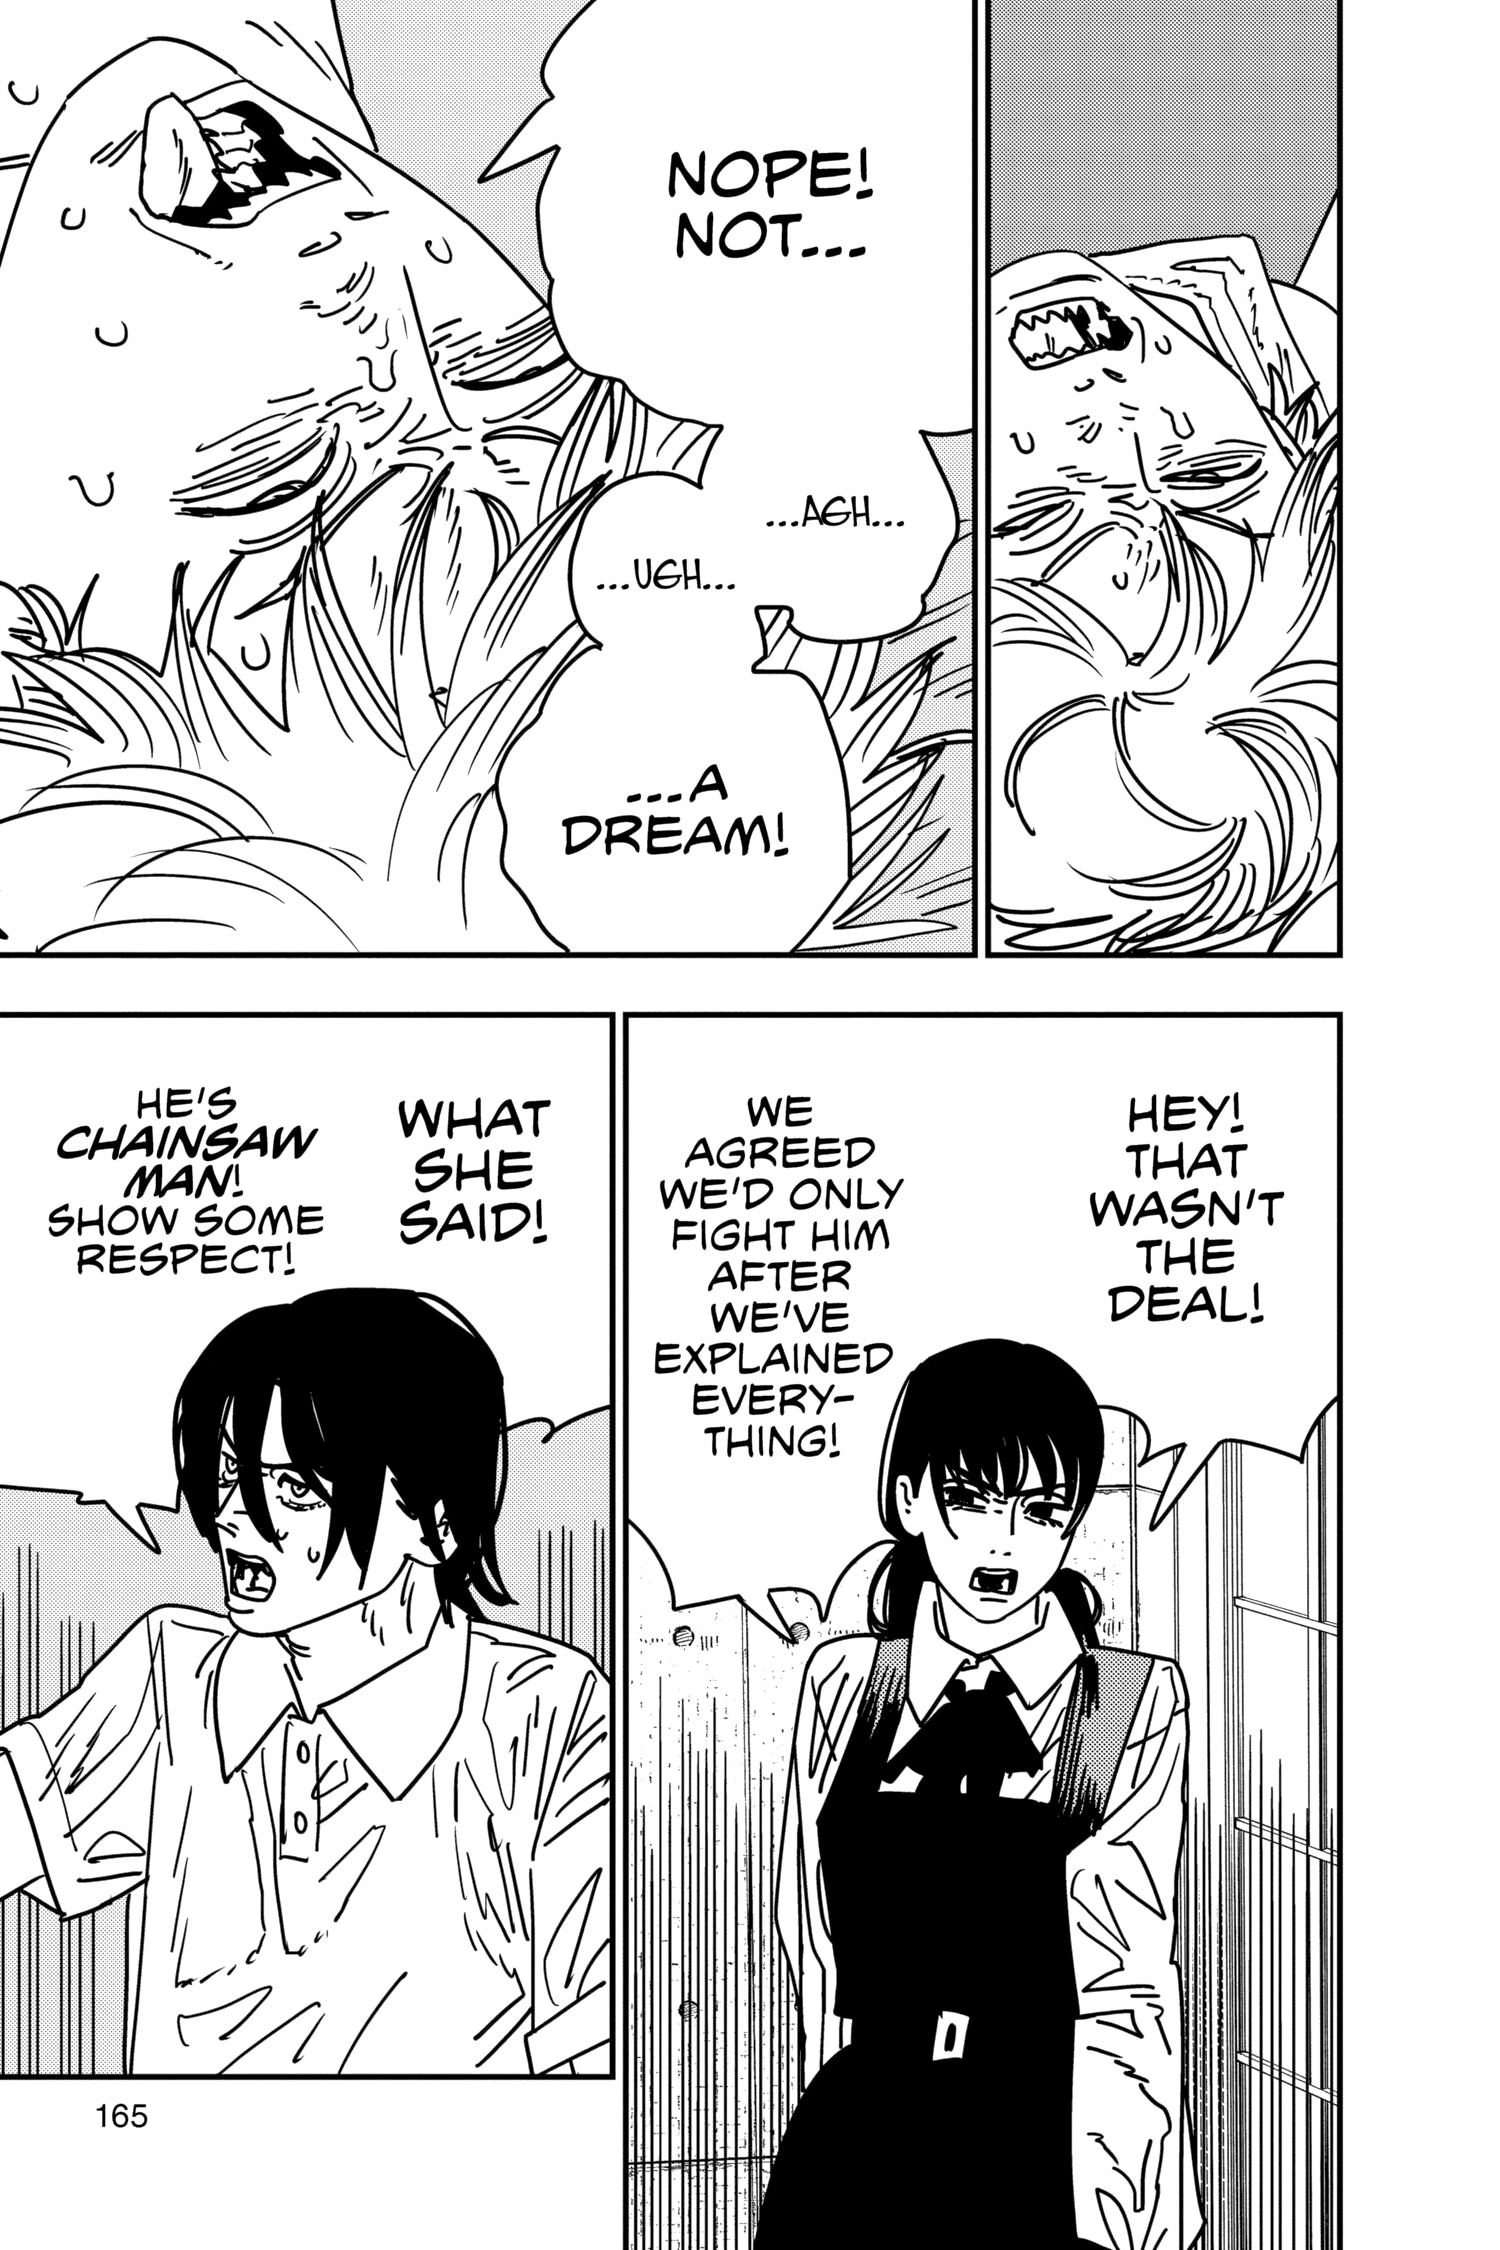 NOPE!
NOT...
...AGH...
...UGH...
...A
DREAM!
HEY!
THAT
WASN'T
THE
DEAL!
WE
AGREED
WE'D ONLY
FIGHT HIM
AFTER
WE'VE
EXPLAINED
EVERY-
THING!
WHAT
SHE
SAID!
HE'S
CHAINSAW
MAN!
SHOW SOME
RESPECT!
165